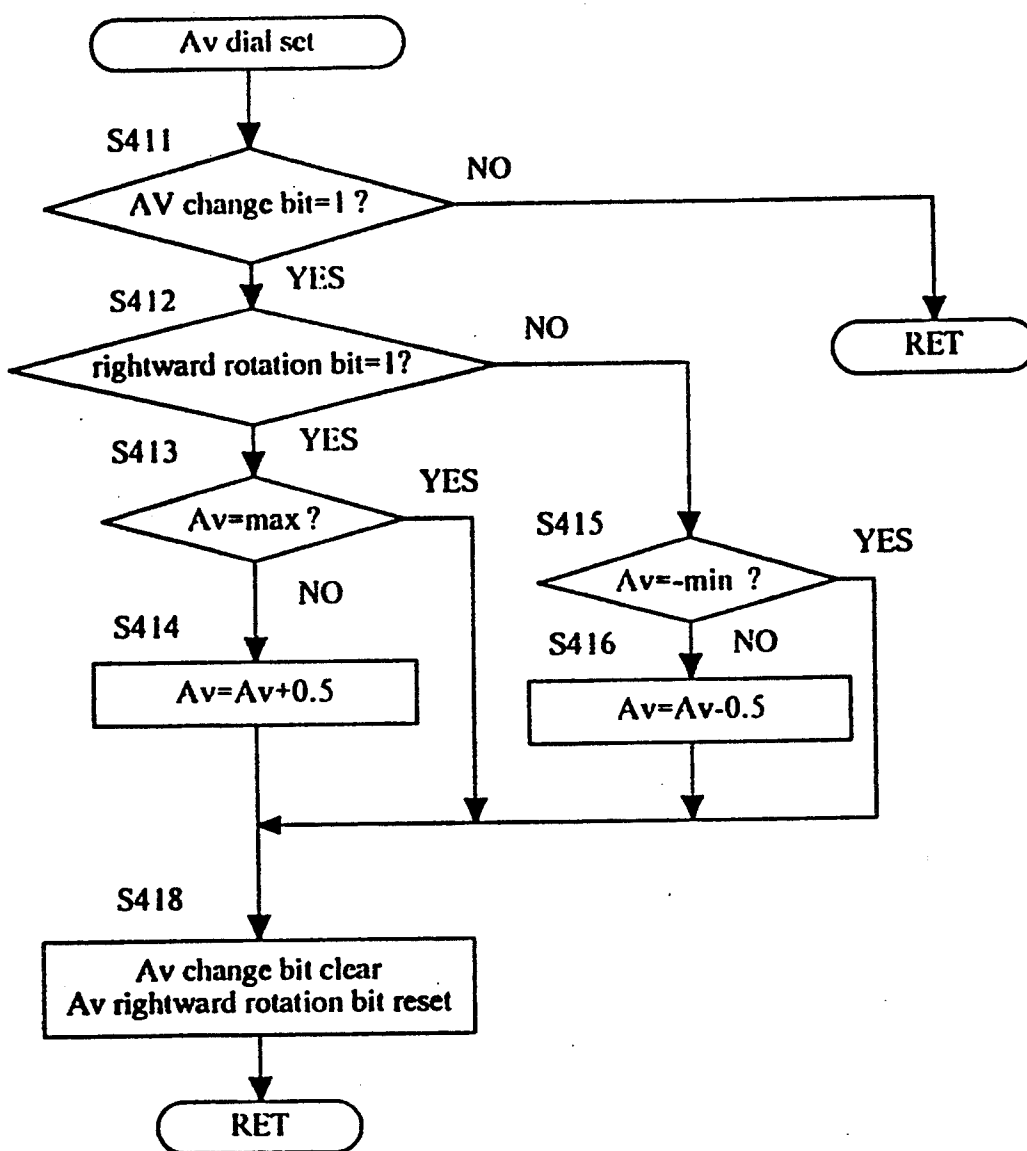 Av dial set
S411
AV change bit=1 ?
NO
YES
S412
rightward rotation bit=1?
NO
RET
YES
S413
Av=max ?
YES
NO
S415
Av=-min ?
YES
S414
Av=Av+0.5
S416
NO
Av=Av-0.5
S418
Av change bit clear
Av rightward rotation bit reset
RET